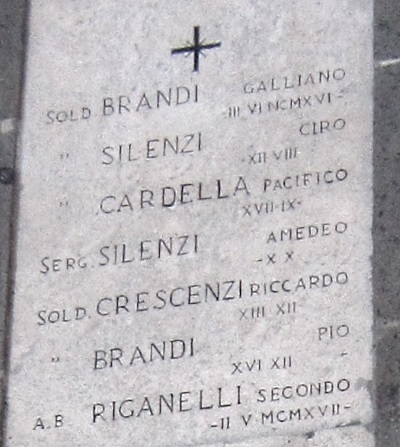 SOLD. BRANDI GALLIANO
-III VI MCMXVI-
" SILENZI CIRO
-XII VIII-
" CARDELLA PACIFICO
XVII-IX-
SERG. SILENZI AMEDEO
-X X
SOLD. CRESCENZI RICCARDO
XIII XII-
" BRANDI PIO
XVI XII -
A.B RIGANELLI SECONDO
-II V MCMXVII-